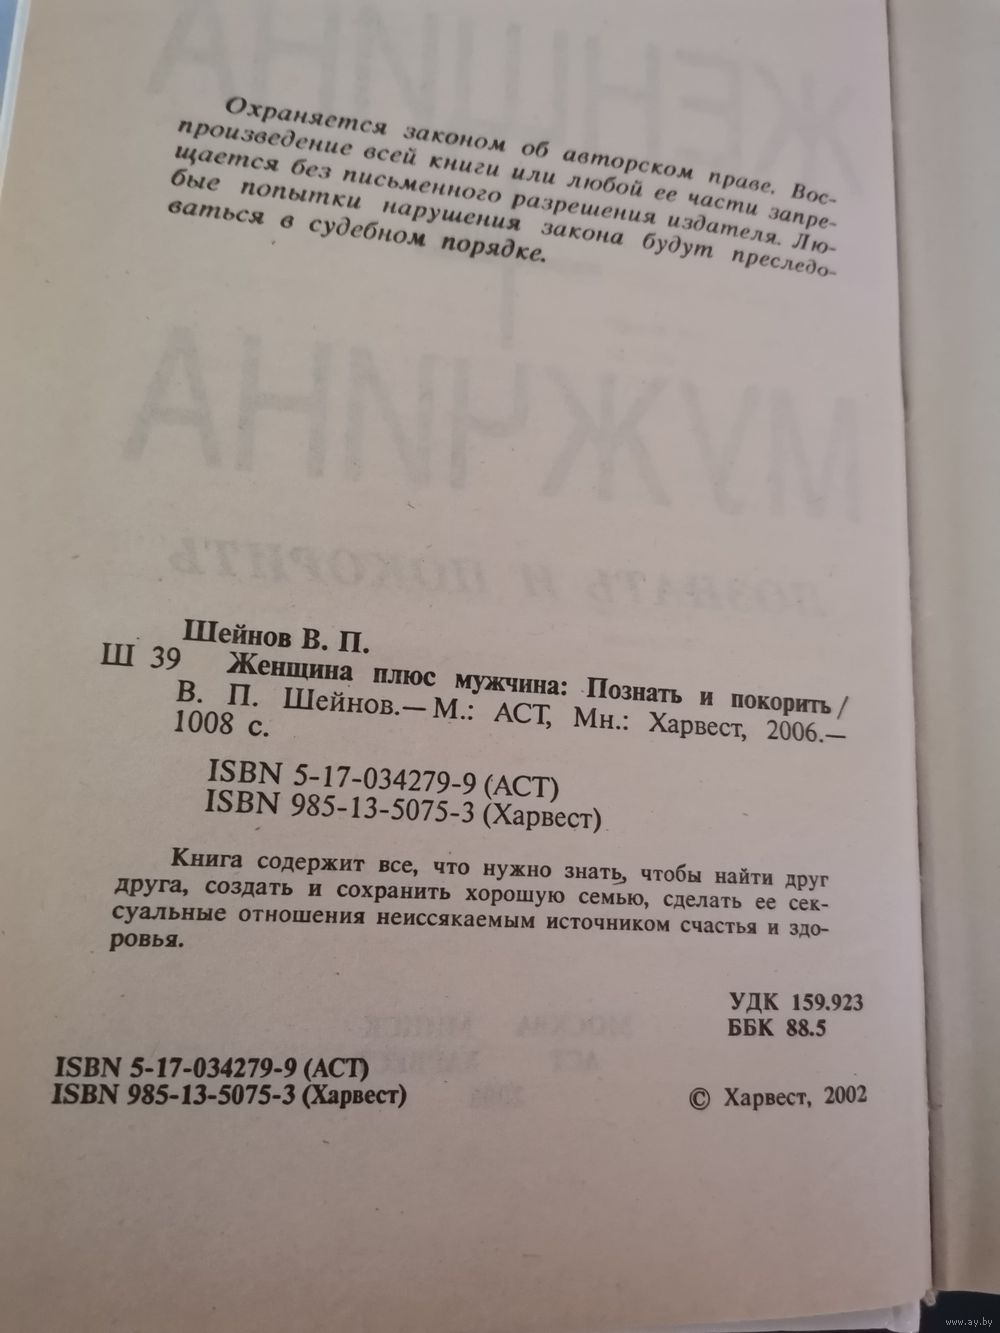 Охраняется законом об авторском праве. Вос-
произведение всей книги или любой ее части запре-
щается без письменного разрешения издателя. Лю-
бые попытки нарушения закона будут преследо-
ваться в судебном порядке.
Шейнов В. П.
Ш 39 Женщина плюс мужчина: Познать и покорить/
В. П. Шейнов.— М.: АСТ, Мн.: Харвест, 2006.—
1008 с.
ISBN 5-17-034279-9 (АСТ)
ISBN 985-13-5075-3 (Харвест)
Книга содержит все, что нужно знать, чтобы найти друг
друга, создать и сохранить хорошую семью, сделать ее сек-
суальные отношения неиссякаемым источником счастья и здо-
ровья.
УДК 159.923
ББК 88.5
ISBN 5-17-034279-9 (АСТ)
ISBN 985-13-5075-3 (Харвест)
© Харвест, 2002
www.ay.by